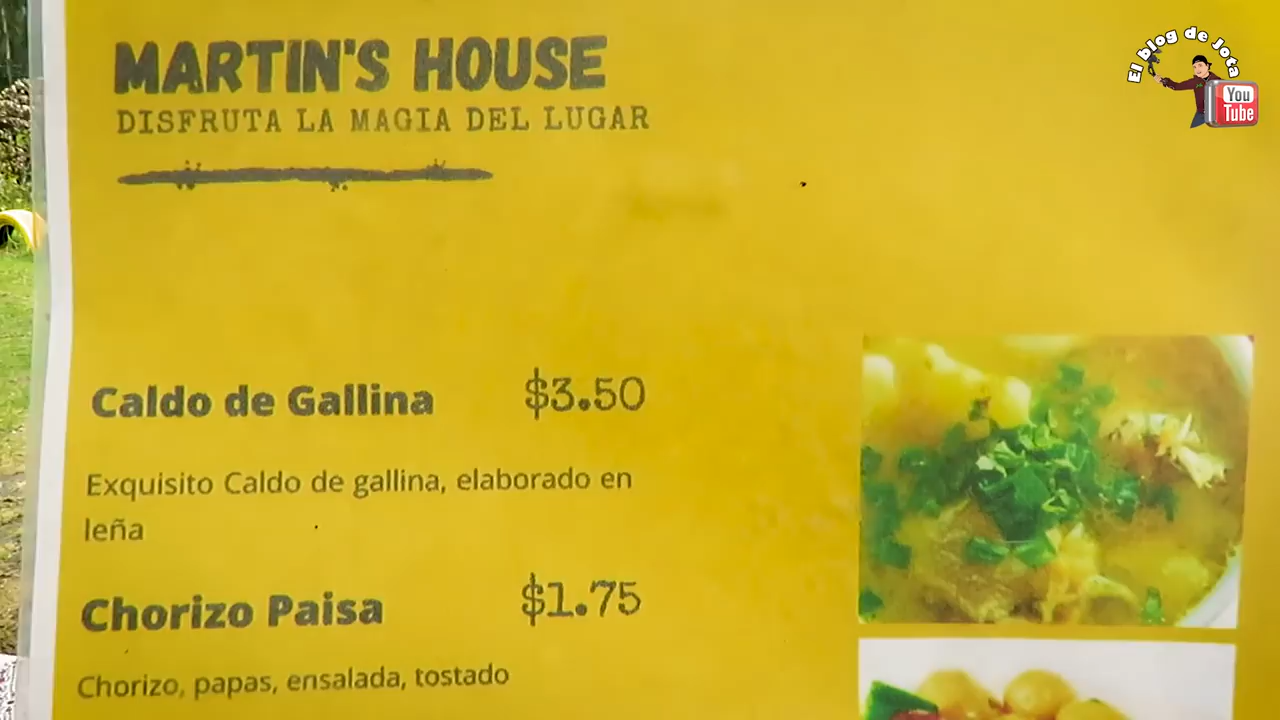 El blog de Jota
You
Tube
MARTIN'S HOUSE
DISFRUTA LA MAGIA DEL LUGAR
Caldo de Gallina $3.50
Exquisito Caldo de gallina, elaborado en
leña
Chorizo Paisa $1.75
Chorizo, papas, ensalada, tostado